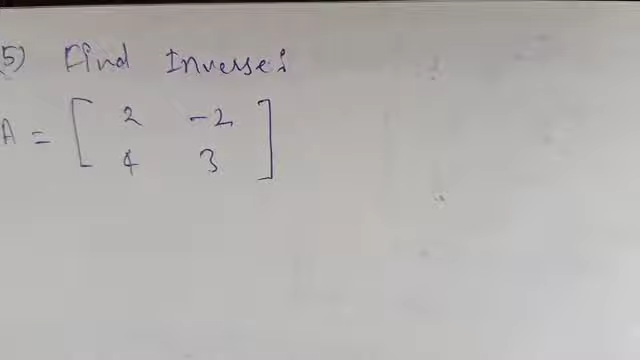 (5) Find Inverse:
A = [ 2 -2
4 3 ]